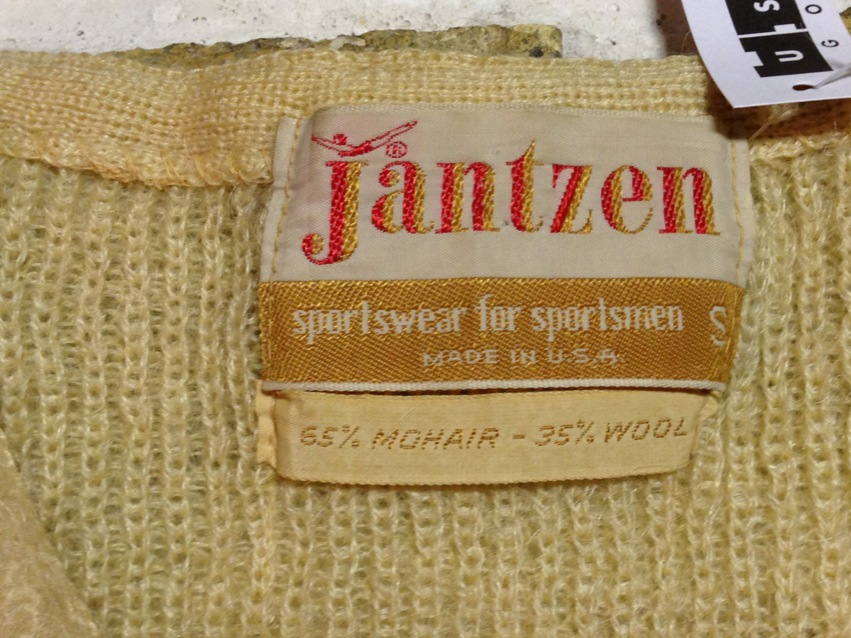 Jantzen ®
sportswear for sportsmen S
MADE IN U.S.A.
65% MOHAIR - 35% WOOL